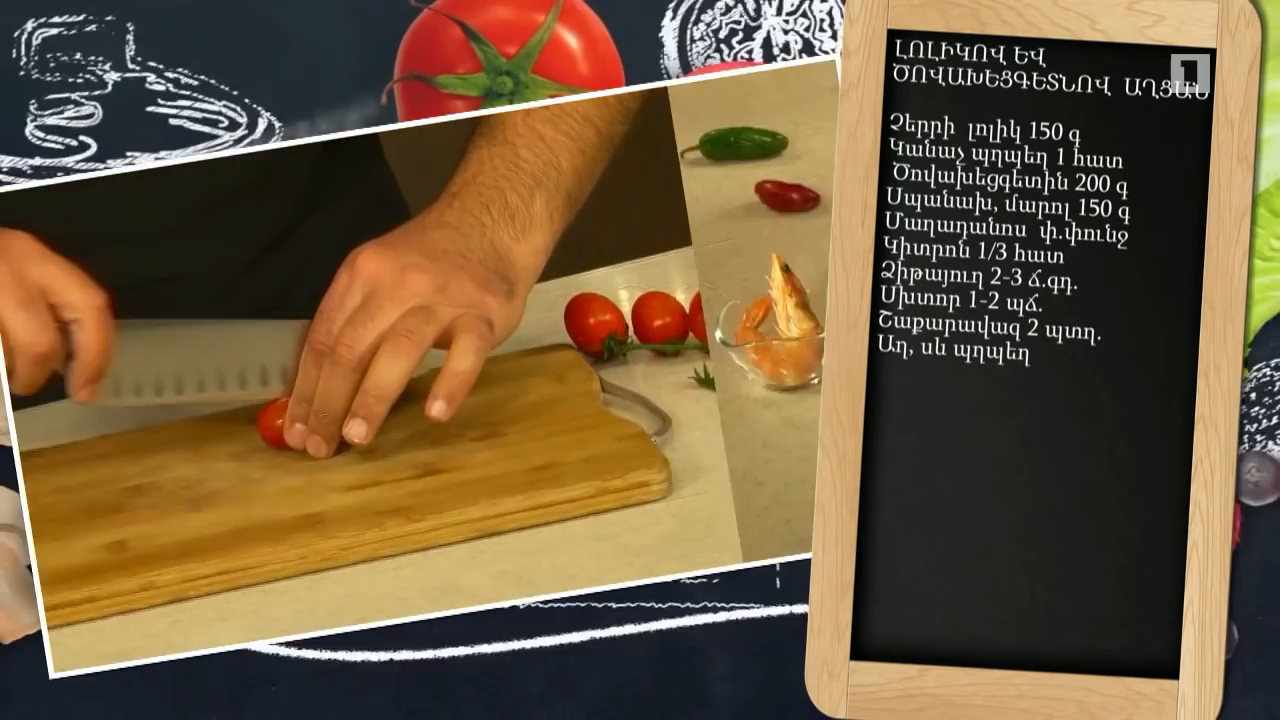 ԼՈԼԻԿՈՎ ԵՎ
ԾՈՎԱԽԵՑԳԵՏՆՈՎ ԱՂՑԱՆ
1
Չերրի լոլիկ 150 գ
Կանաչ պղպեղ 1 հատ
Ծովախեցգետին 200 գ
Սպանախ, մարոլ 150 գ
Մաղադանոս փ.փունջ
Կիտրոն 1/3 հատ
Ձիթայուղ 2-3 ճ.գդ.
Սխտոր 1-2 պճ.
Շաքարավազ 2 պտղ.
Աղ, սև պղպեղ